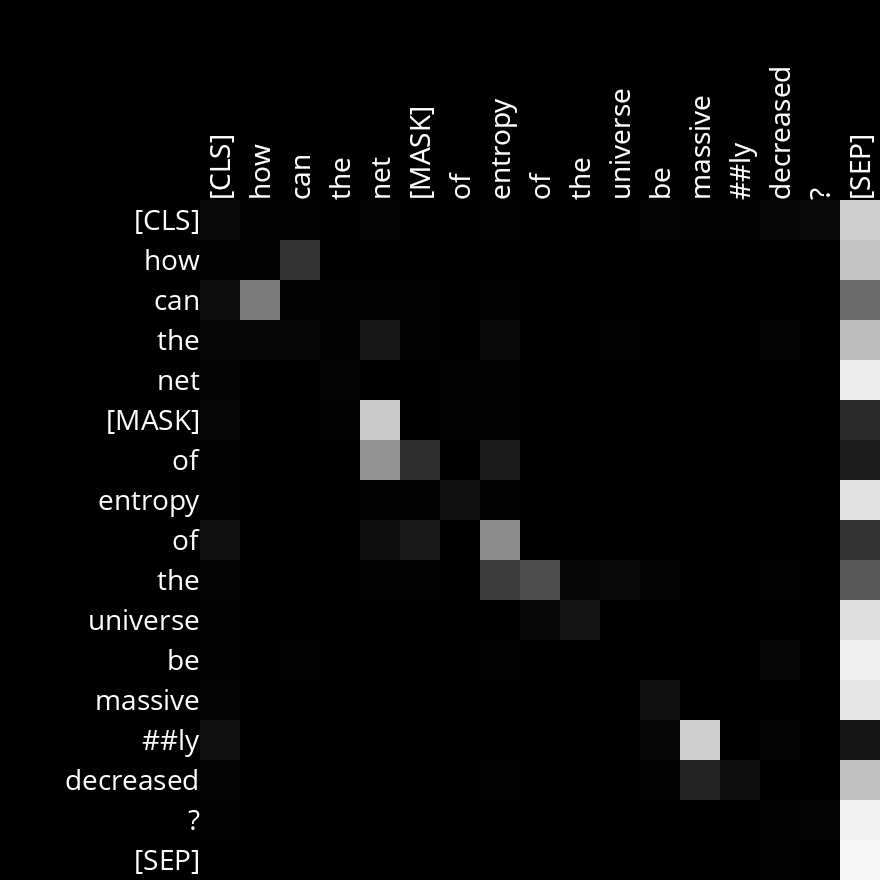 [CLS] how can the net [MASK] of entropy of the universe be massive ##ly decreased ? [SEP]
[CLS]
how
can
the
net
[MASK]
of
entropy
of
the
universe
be
massive
##ly
decreased
?
[SEP]